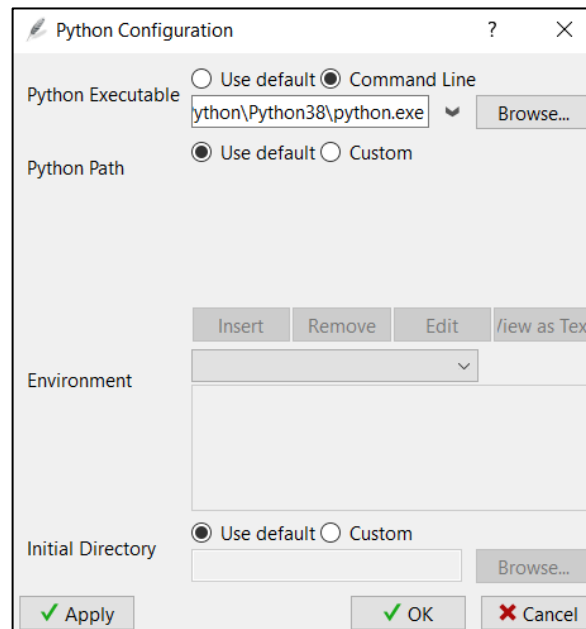 Python Configuration ?
Use default Command Line
Python Executable
ython\Python38\python.exe Browse...
Use default Custom
Python Path
Insert Remove Edit View as Tex
Environment
Use default Custom
Initial Directory
Browse...
Apply OK Cancel